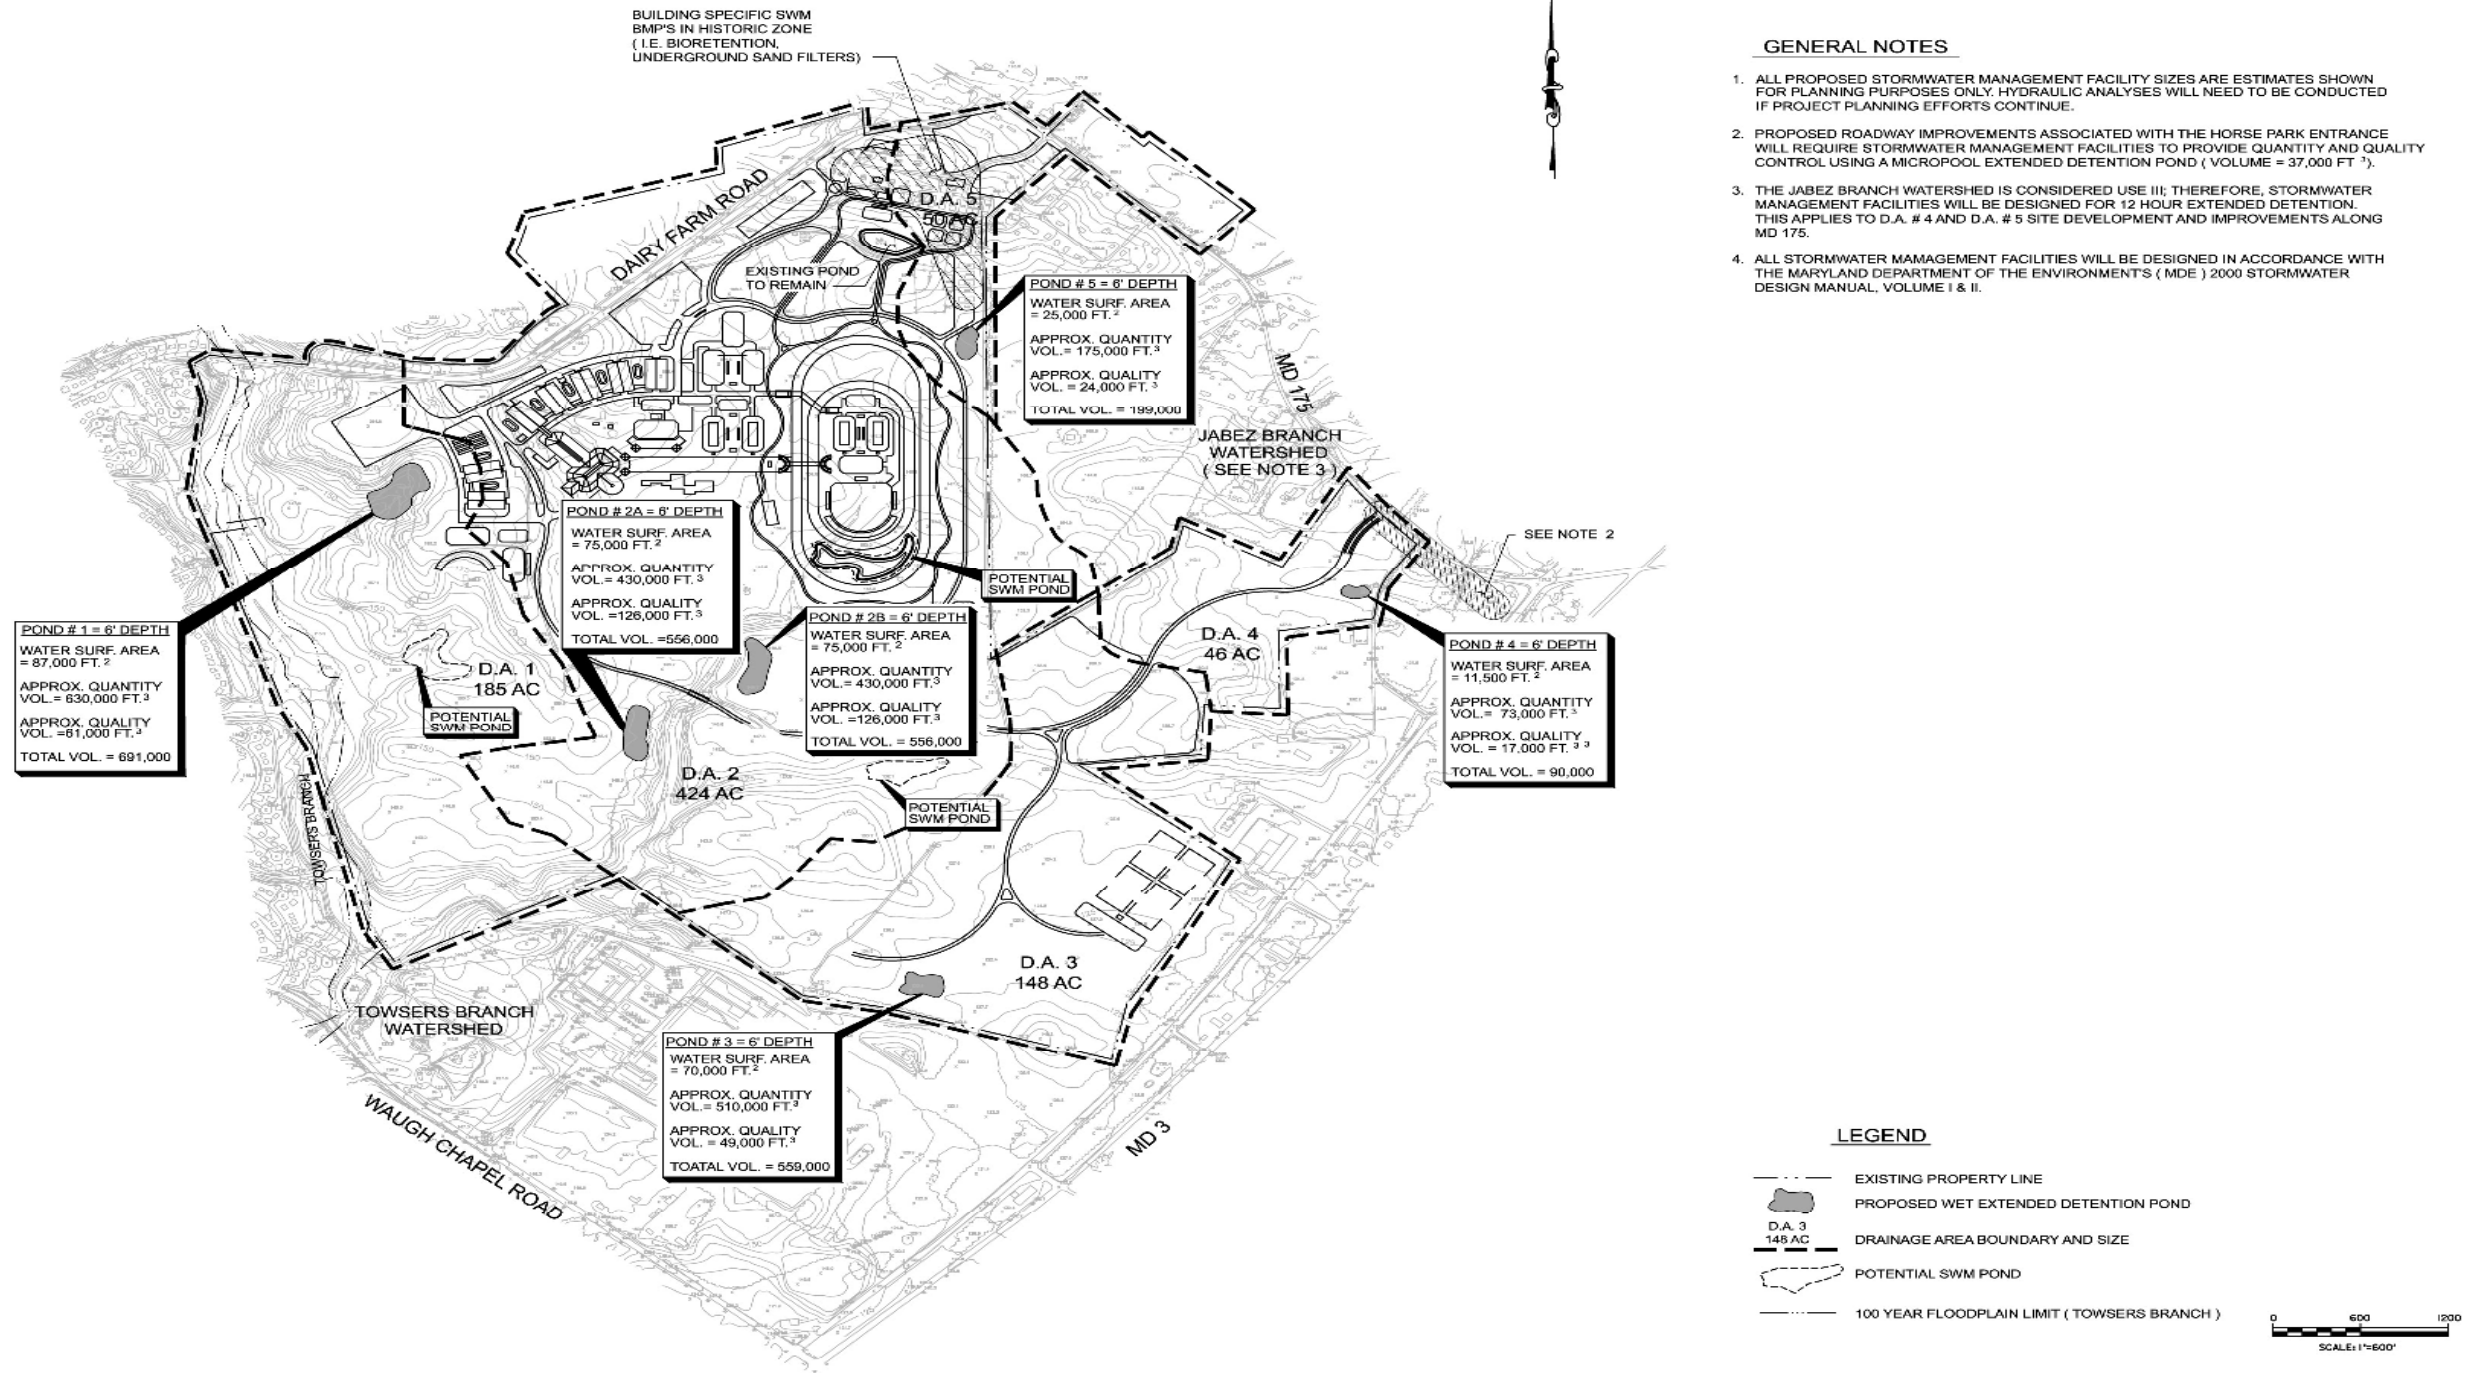 BUILDING SPECIFIC SWM
BMP'S IN HISTORIC ZONE
( I.E. BIORETENTION,
UNDERGROUND SAND FILTERS)
GENERAL NOTES
1. ALL PROPOSED STORMWATER MANAGEMENT FACILITY SIZES ARE ESTIMATES SHOWN
FOR PLANNING PURPOSES ONLY. HYDRAULIC ANALYSES WILL NEED TO BE CONDUCTED
IF PROJECT PLANNING EFFORTS CONTINUE.
2. PROPOSED ROADWAY IMPROVEMENTS ASSOCIATED WITH THE HORSE PARK ENTRANCE
WILL REQUIRE STORMWATER MANAGEMENT FACILITIES TO PROVIDE QUANTITY AND QUALITY
CONTROL USING A MICROPOOL EXTENDED DETENTION POND ( VOLUME = 37,000 FT ³).
3. THE JABEZ BRANCH WATERSHED IS CONSIDERED USE III; THEREFORE, STORMWATER
MANAGEMENT FACILITIES WILL BE DESIGNED FOR 12 HOUR EXTENDED DETENTION.
THIS APPLIES TO D.A. # 4 AND D.A. # 5 SITE DEVELOPMENT AND IMPROVEMENTS ALONG
MD 175.
4. ALL STORMWATER MAMAGEMENT FACILITIES WILL BE DESIGNED IN ACCORDANCE WITH
THE MARYLAND DEPARTMENT OF THE ENVIRONMENT'S ( MDE ) 2000 STORMWATER
DESIGN MANUAL, VOLUME I & II.
DAIRY FARM ROAD
D.A. 5
50 AC
EXISTING POND
TO REMAIN
POND # 5 = 6' DEPTH
WATER SURF. AREA
= 25,000 FT.²
APPROX. QUANTITY
VOL.= 175,000 FT.³
APPROX. QUALITY
VOL. = 24,000 FT. ³
TOTAL VOL. = 199,000
MD 175
JABEZ BRANCH
WATERSHED
( SEE NOTE 3 )
SEE NOTE 2
POND # 2A = 6' DEPTH
WATER SURF. AREA
= 75,000 FT.²
APPROX. QUANTITY
VOL.= 430,000 FT. ³
APPROX. QUALITY
VOL. =126,000 FT.³
TOTAL VOL. =556,000
POTENTIAL
SWM POND
POND # 2B = 6' DEPTH
WATER SURF. AREA
= 75,000 FT. ²
APPROX. QUANTITY
VOL.= 430,000 FT.³
APPROX. QUALITY
VOL. =126,000 FT.³
TOTAL VOL. = 556,000
POND # 1 = 6' DEPTH
WATER SURF. AREA
= 87,000 FT. ²
APPROX. QUANTITY
VOL.= 630,000 FT.³
APPROX. QUALITY
VOL. =61,000 FT.³
TOTAL VOL. = 691,000
D.A. 1
185 AC
POTENTIAL
SWM POND
D.A. 4
46 AC
POND # 4 = 6' DEPTH
WATER SURF. AREA
= 11,500 FT. ²
APPROX. QUANTITY
VOL.= 73,000 FT. ³
APPROX. QUALITY
VOL. = 17,000 FT. ³ ³
TOTAL VOL. = 90,000
D.A. 2
424 AC
POTENTIAL
SWM POND
TOWSERS BRANCH
D.A. 3
148 AC
TOWSERS BRANCH
WATERSHED
POND # 3 = 6' DEPTH
WATER SURF. AREA
= 70,000 FT.²
APPROX. QUANTITY
VOL.= 510,000 FT.³
APPROX. QUALITY
VOL. = 49,000 FT.³
TOATAL VOL. = 559,000
WAUGH CHAPEL ROAD
MD 3
LEGEND
EXISTING PROPERTY LINE
PROPOSED WET EXTENDED DETENTION POND
D.A. 3
148 AC
DRAINAGE AREA BOUNDARY AND SIZE
POTENTIAL SWM POND
100 YEAR FLOODPLAIN LIMIT ( TOWSERS BRANCH )
0 600 1200
SCALE: 1"=600'